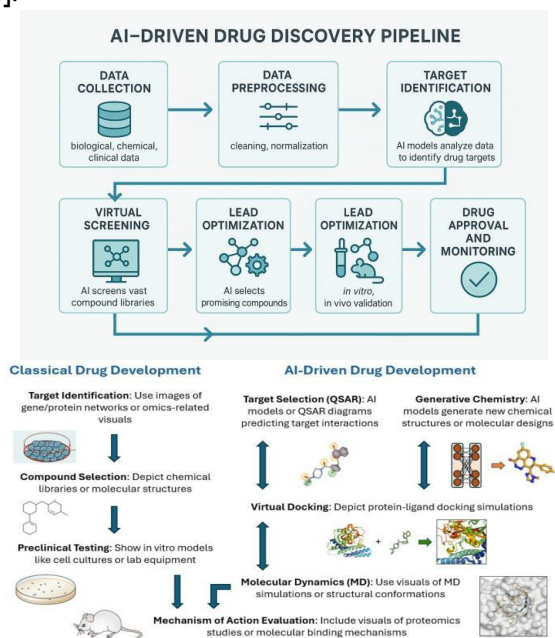 AI–DRIVEN DRUG DISCOVERY PIPELINE
DATA
COLLECTION
biological, chemical,
clinical data
DATA
PREPROCESSING
cleaning, normalization
TARGET
IDENTIFICATION
AI models analyze data
to identify drug targets
VIRTUAL
SCREENING
AI screens vast
compound libraries
LEAD
OPTIMIZATION
AI selects
promising compounds
LEAD
OPTIMIZATION
in vitro,
in vivo validation
DRUG
APPROVAL
AND
MONITORING
Classical Drug Development
Target Identification: Use images of
gene/protein networks or omics-related
visuals
Compound Selection: Depict chemical
libraries or molecular structures
Preclinical Testing: Show in vitro models
like cell cultures or lab equipment
AI-Driven Drug Development
Target Selection (QSAR): AI
models or QSAR diagrams
predicting target interactions
Generative Chemistry: AI
models generate new chemical
structures or molecular designs
Virtual Docking: Depict protein-ligand docking simulations
+
Molecular Dynamics (MD): Use visuals of MD
simulations or structural conformations
Mechanism of Action Evaluation: Include visuals of proteomics
studies or molecular binding mechanisms